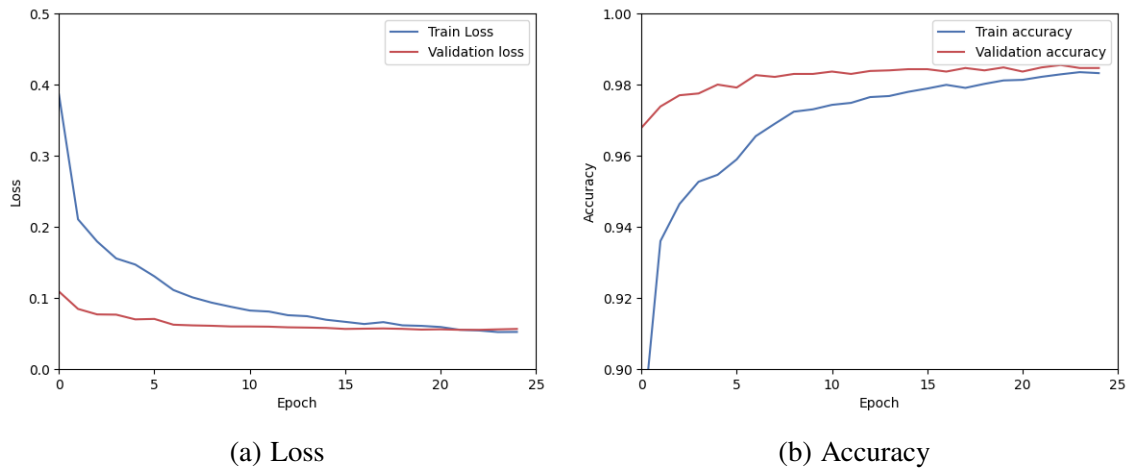 0.5
0.4
0.3
0.2
0.1
0.0
Loss
Train Loss
Validation loss
0 5 10 15 20 25
Epoch
(a) Loss
1.00
0.98
0.96
0.94
0.92
0.90
Accuracy
Train accuracy
Validation accuracy
0 5 10 15 20 25
Epoch
(b) Accuracy